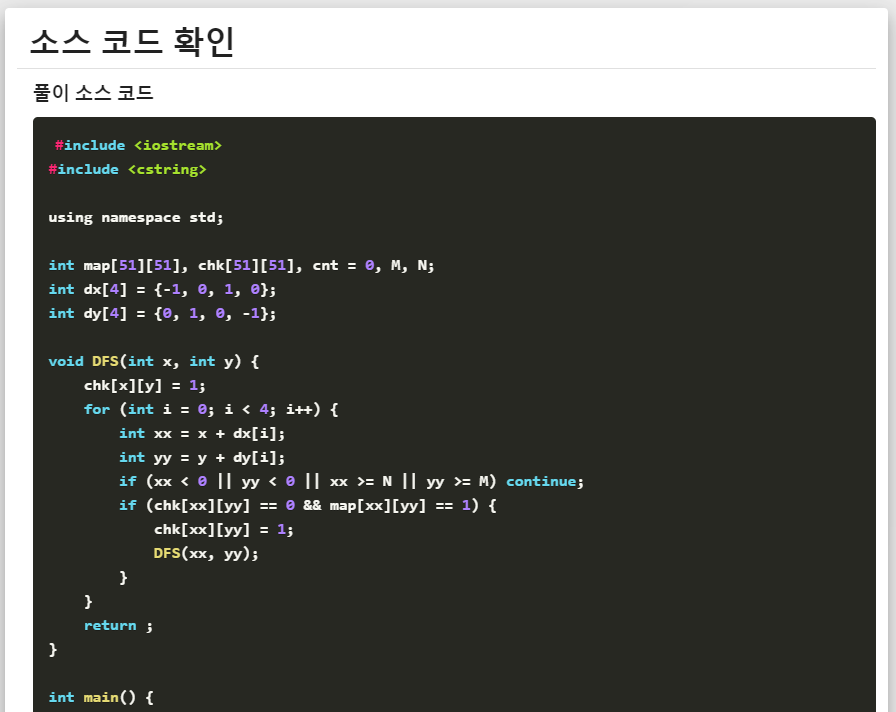 소스 코드 확인
풀이 소스 코드
#include <iostream>
#include <cstring>
using namespace std;
int map[51][51], chk[51][51], cnt = 0, M, N;
int dx[4] = {-1, 0, 1, 0};
int dy[4] = {0, 1, 0, -1};
void DFS(int x, int y) {
    chk[x][y] = 1;
    for (int i = 0; i < 4; i++) {
        int xx = x + dx[i];
        int yy = y + dy[i];
        if (xx < 0 || yy < 0 || xx >= N || yy >= M) continue;
        if (chk[xx][yy] == 0 && map[xx][yy] == 1) {
            chk[xx][yy] = 1;
            DFS(xx, yy);
        }
    }
    return ;
}
int main() {